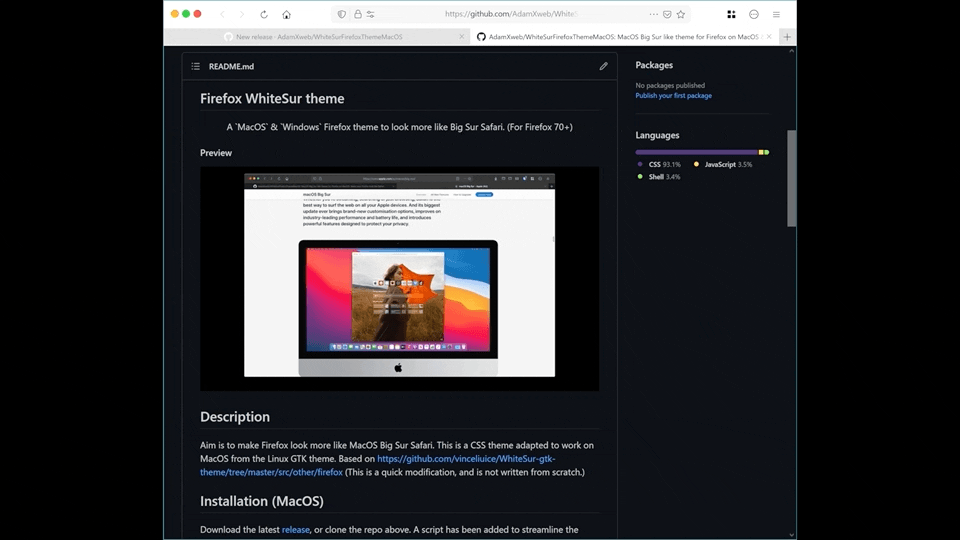 https://github.com/AdamXweb/WhiteS
New release · AdamXweb/WhiteSurFirefoxThemeMacOS
AdamXweb/WhiteSurFirefoxThemeMacOS: MacOS Big Sur like theme for Firefox on MacOS
README.md
Firefox WhiteSur theme
A `MacOS` & `Windows` Firefox theme to look more like Big Sur Safari. (For Firefox 70+)
Preview
macOS Big Sur
best way to surf the web on all your Apple devices. And its biggest
update ever brings brand-new customisation options, improves on
industry-leading performance and battery life, and introduces
powerful features designed to protect your privacy.
Description
Aim is to make Firefox look more like MacOS Big Sur Safari. This is a CSS theme adapted to work on
MacOS from the Linux GTK theme. Based on https://github.com/vinceliuice/WhiteSur-gtk-
theme/tree/master/src/other/firefox (This is a quick modification, and is not written from scratch.)
Installation (MacOS)
Download the latest release, or clone the repo above. A script has been added to streamline the
Packages
No packages published
Publish your first package
Languages
CSS 93.1%
JavaScript 3.5%
Shell 3.4%